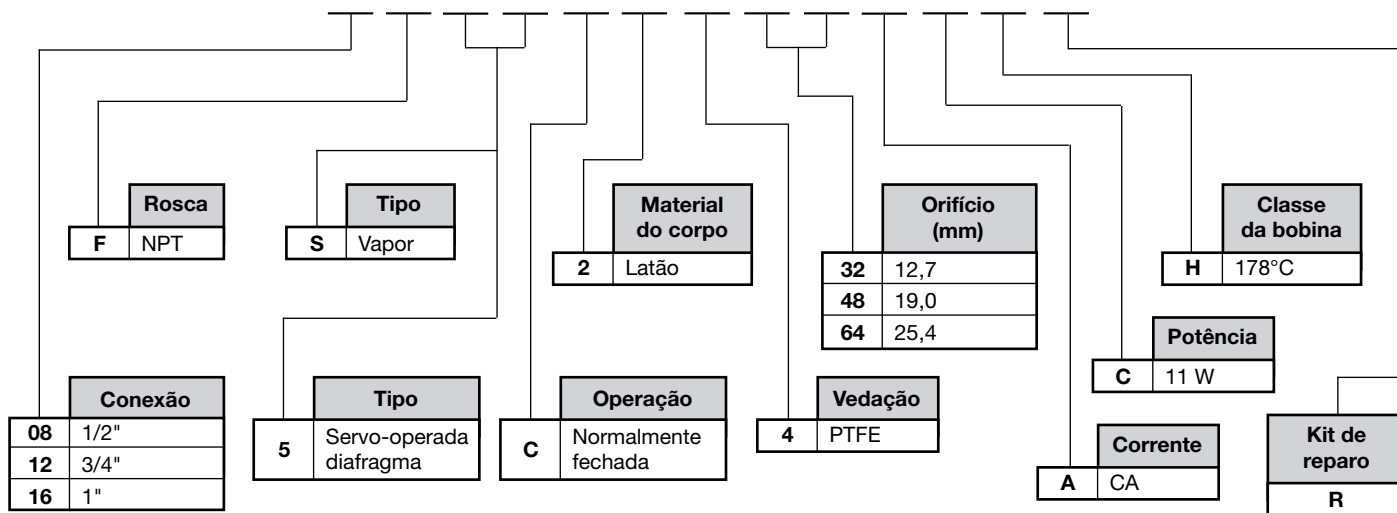 Rosca
F NPT
Tipo
S Vapor
Material
do corpo
2 Latão
Orifício
(mm)
32 12,7
48 19,0
64 25,4
Classe
da bobina
H 178°C
Potência
C 11 W
Conexão
08 1/2"
12 3/4"
16 1"
Tipo
5 Servo-operada
diafragma
Operação
C Normalmente
fechada
Vedação
4 PTFE
Corrente
A CA
Kit de
reparo
R